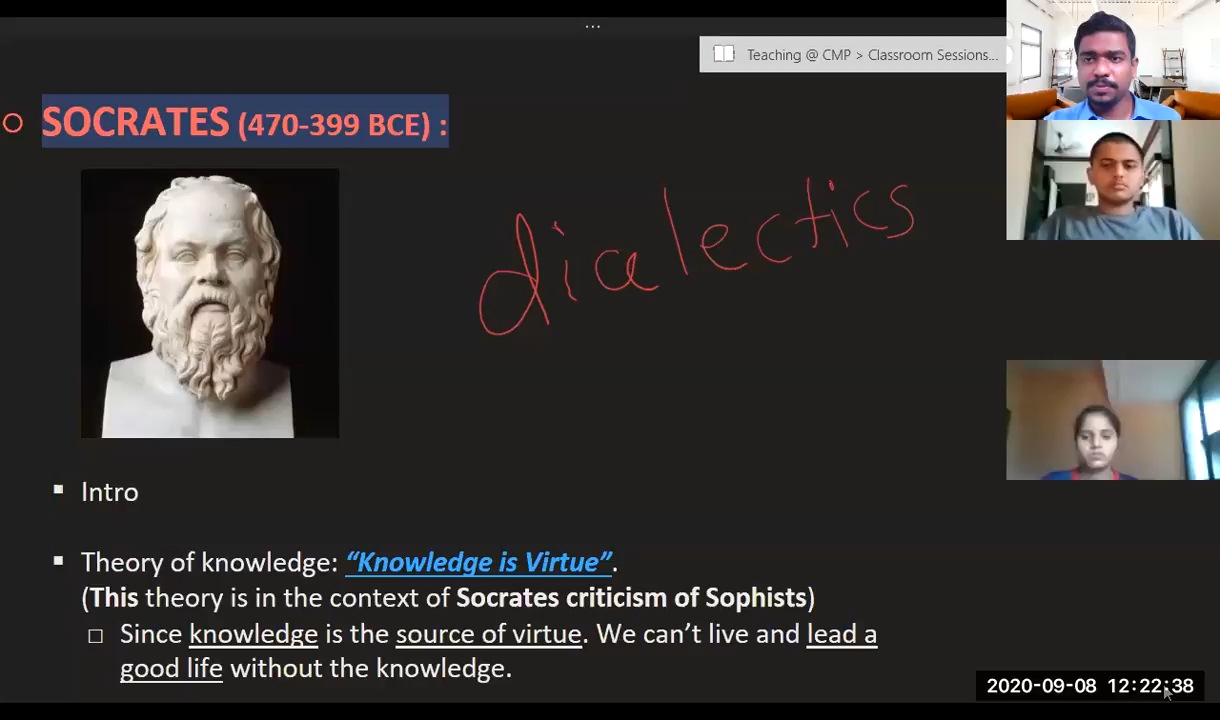 ...
Teaching @ CMP > Classroom Sessions...
SOCRATES (470-399 BCE) :
dialectics
Intro
Theory of knowledge: “Knowledge is Virtue”.
(This theory is in the context of Socrates criticism of Sophists)
Since knowledge is the source of virtue. We can’t live and lead a
good life without the knowledge.
2020-09-08 12:22:38